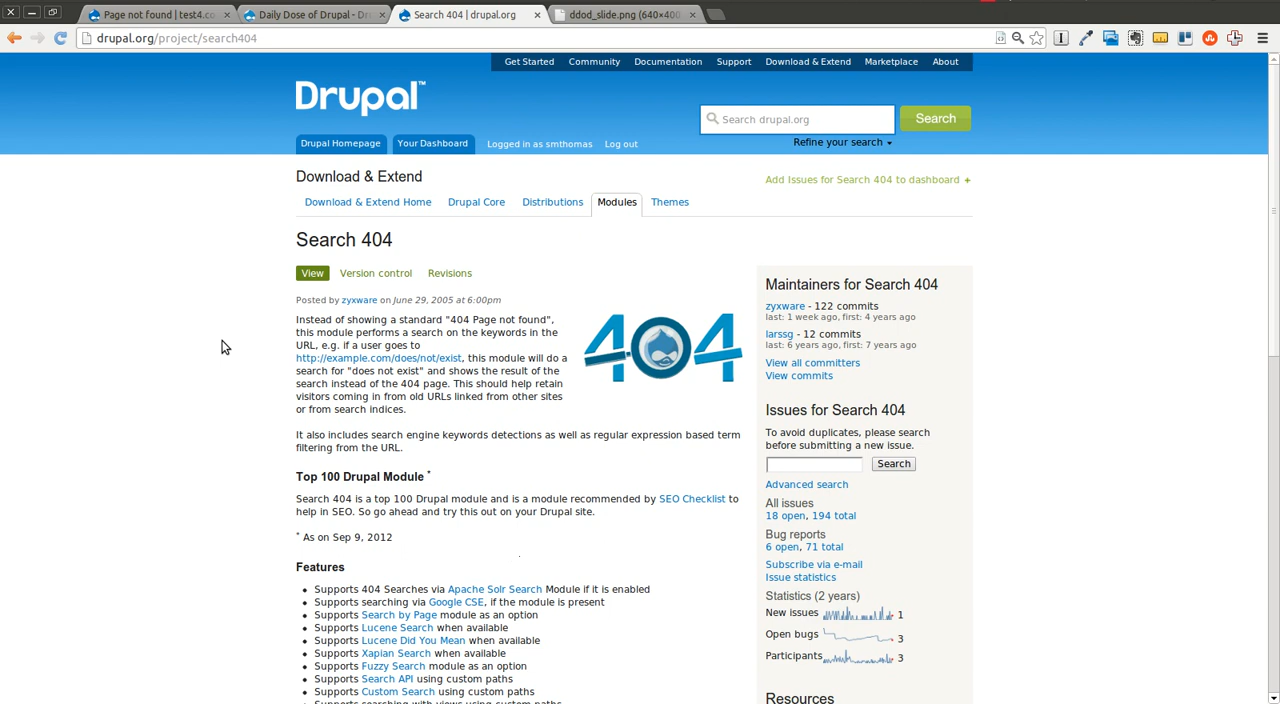 Page not found | test4.co
Daily Dose of Drupal - Dr
Search 404 | drupal.org
ddod_slide.png (640×400
drupal.org/project/search404
Get Started Community Documentation Support Download & Extend Marketplace About
Drupal™
Search drupal.org Search
Refine your search
Drupal Homepage Your Dashboard Logged in as smthomas Log out
Download & Extend
Add Issues for Search 404 to dashboard +
Download & Extend Home Drupal Core Distributions Modules Themes
Search 404
View Version control Revisions
Posted by zyxware on June 29, 2005 at 6:00pm
Instead of showing a standard "404 Page not found",
this module performs a search on the keywords in the
URL, e.g. if a user goes to
http://example.com/does/not/exist, this module will do a
search for "does not exist" and shows the result of the
search instead of the 404 page. This should help retain
visitors coming in from old URLs linked from other sites
or from search indices.
404
It also includes search engine keywords detections as well as regular expression based term
filtering from the URL.
Top 100 Drupal Module *
Search 404 is a top 100 Drupal module and is a module recommended by SEO Checklist to
help in SEO. So go ahead and try this out on your Drupal site.
* As on Sep 9, 2012
Features
Supports 404 Searches via Apache Solr Search Module if it is enabled
Supports searching via Google CSE, if the module is present
Supports Search by Page module as an option
Supports Lucene Search when available
Supports Lucene Did You Mean when available
Supports Xapian Search when available
Supports Fuzzy Search module as an option
Supports Search API using custom paths
Supports Custom Search using custom paths
Supports searching with views using custom paths
Maintainers for Search 404
zyxware - 122 commits
last: 1 week ago, first: 4 years ago
larssg - 12 commits
last: 6 years ago, first: 7 years ago
View all committers
View commits
Issues for Search 404
To avoid duplicates, please search
before submitting a new issue.
Search
Advanced search
All issues
18 open, 194 total
Bug reports
6 open, 71 total
Subscribe via e-mail
Issue statistics
Statistics (2 years)
New issues 1
Open bugs 3
Participants 3
Resources